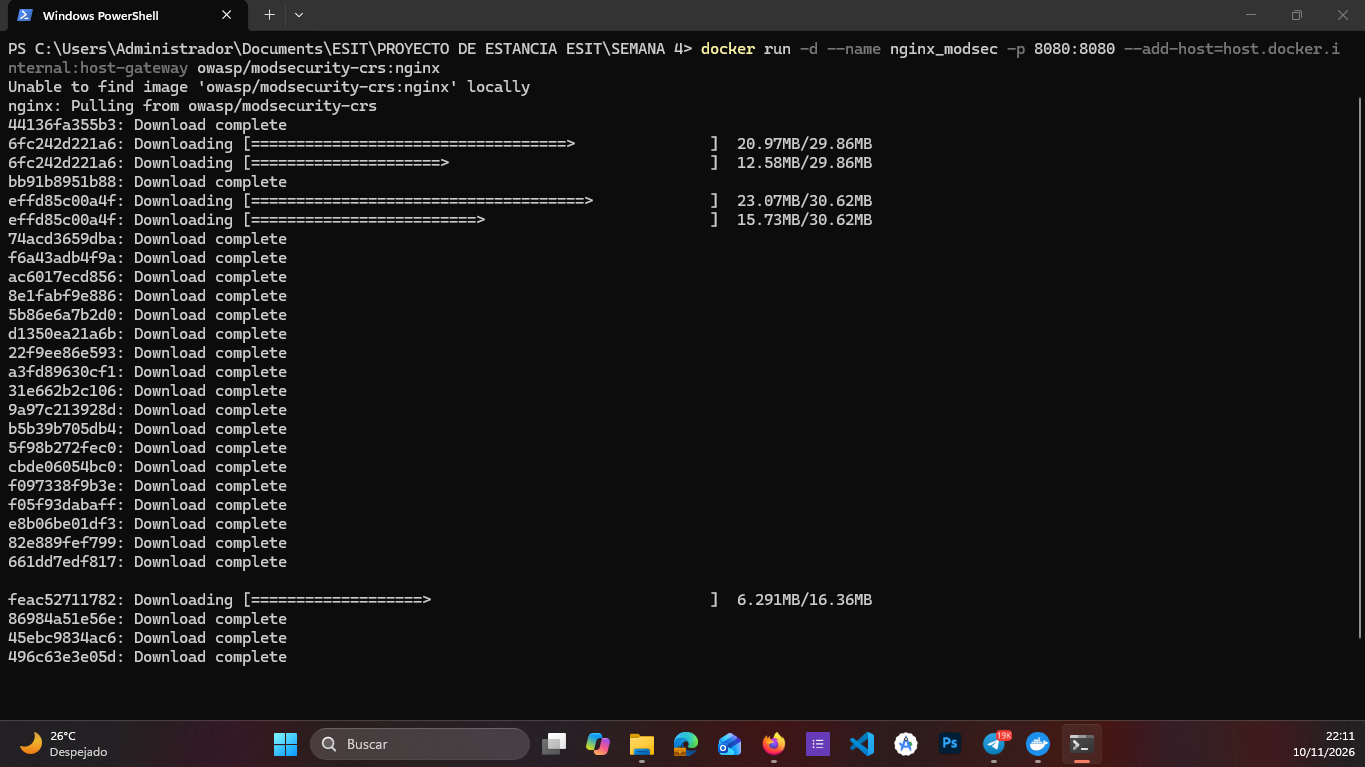 Windows PowerShell
PS C:\Users\Administrador\Documents\ESIT\PROYECTO DE ESTANCIA ESIT\SEMANA 4> docker run -d --name nginx_modsec -p 8080:8080 --add-host=host.docker.i
nternal:host-gateway owasp/modsecurity-crs:nginx
Unable to find image 'owasp/modsecurity-crs:nginx' locally
nginx: Pulling from owasp/modsecurity-crs
44136fa355b3: Download complete
6fc242d221a6: Downloading [===================================>               ]  20.97MB/29.86MB
6fc242d221a6: Downloading [=====================>                             ]  12.58MB/29.86MB
bb91b8951b88: Download complete
effd85c00a4f: Downloading [=====================================>             ]  23.07MB/30.62MB
effd85c00a4f: Downloading [=========================>                         ]  15.73MB/30.62MB
74acd3659dba: Download complete
f6a43adb4f9a: Download complete
ac6017ecd856: Download complete
8e1fabf9e886: Download complete
5b86e6a7b2d0: Download complete
d1350ea21a6b: Download complete
22f9ee86e593: Download complete
a3fd89630cf1: Download complete
31e662b2c106: Download complete
9a97c213928d: Download complete
b5b39b705db4: Download complete
5f98b272fec0: Download complete
cbde06054bc0: Download complete
f097338f9b3e: Download complete
f05f93dabaff: Download complete
e8b06be01df3: Download complete
82e889fef799: Download complete
661dd7edf817: Download complete
feac52711782: Downloading [===================>                               ]  6.291MB/16.36MB
86984a51e56e: Download complete
45ebc9834ac6: Download complete
496c63e3e05d: Download complete
26°C
Despejado
Buscar
Ps
19K
22:11
10/11/2026